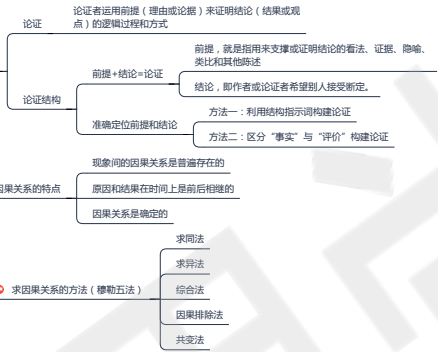 论证
论证者运用前提（理由或论据）来证明结论（结果或观
点）的逻辑过程和方式
论证结构
前提+结论=论证
前提，就是指用来支撑或证明结论的看法、证据、隐喻、
类比和其他陈述
结论，即作者或论证者希望别人接受断定。
准确定位前提和结论
方法一：利用结构指示词构建论证
方法二：区分“事实”与“评价”构建论证
因果关系的特点
现象间的因果关系是普遍存在的
原因和结果在时间上是前后相继的
因果关系是确定的
求因果关系的方法（穆勒五法）
求同法
求异法
综合法
因果排除法
共变法